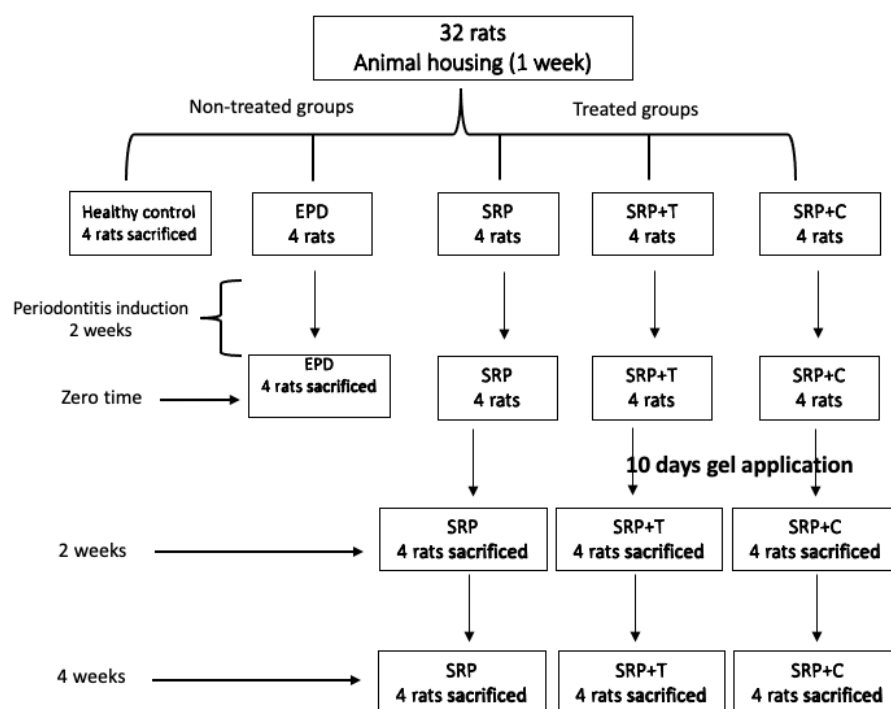 32 rats
Animal housing (1 week)
Non-treated groups
Treated groups
Healthy control
4 rats sacrificed
EPD
4 rats
SRP
4 rats
SRP+T
4 rats
SRP+C
4 rats
Periodontitis induction
2 weeks
Zero time
EPD
4 rats sacrificed
SRP
4 rats
SRP+T
4 rats
SRP+C
4 rats
10 days gel application
2 weeks
SRP
4 rats sacrificed
SRP+T
4 rats sacrificed
SRP+C
4 rats sacrificed
4 weeks
SRP
4 rats sacrificed
SRP+T
4 rats sacrificed
SRP+C
4 rats sacrificed